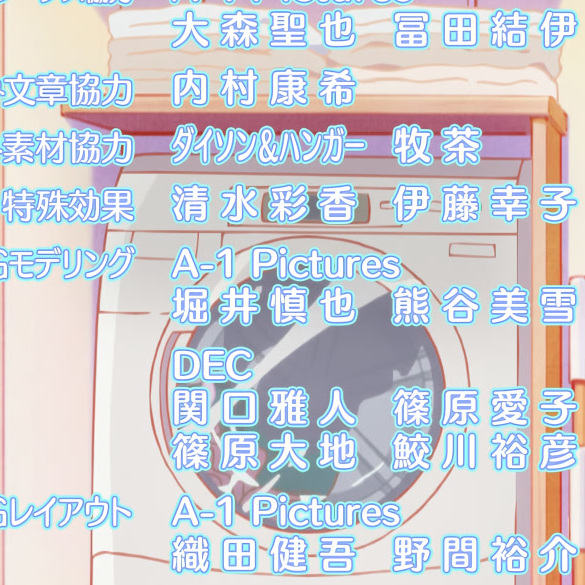 大森聖也 冨田結伊
文章協力 内村康希
素材協力 ダイソン&ハンガー 牧茶
特殊効果 清水彩香 伊藤幸子
Gモデリング A-1 Pictures
堀井慎也 熊谷美雪
DEC
関口雅人 篠原愛子
篠原大地 鮫川裕彦
Gレイアウト A-1 Pictures
織田健吾 野間裕介